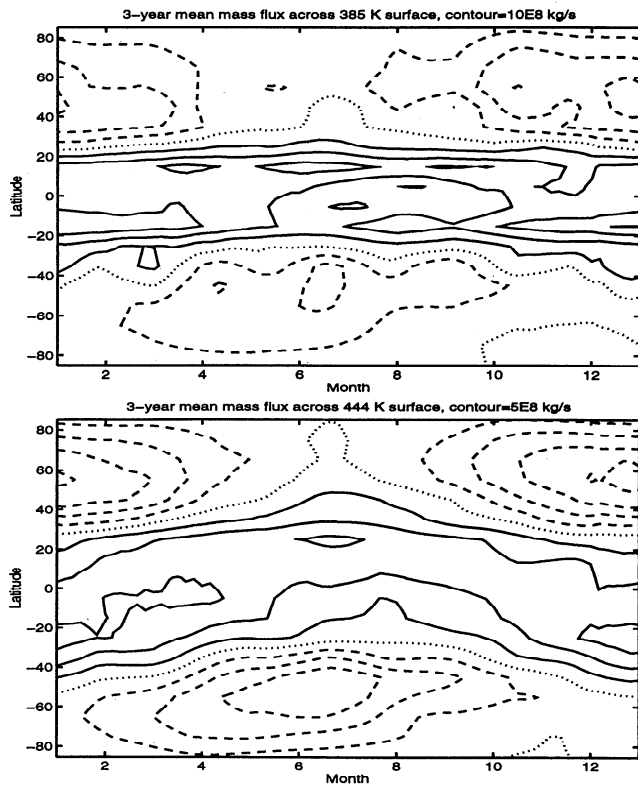 3-year mean mass flux across 385 K surface, contour=10E8 kg/s
80
60
40
20
0
-20
-40
-60
-80
Latitude
2 4 6 8 10 12
Month
3-year mean mass flux across 444 K surface, contour=5E8 kg/s
80
60
40
20
0
-20
-40
-60
-80
Latitude
2 4 6 8 10 12
Month